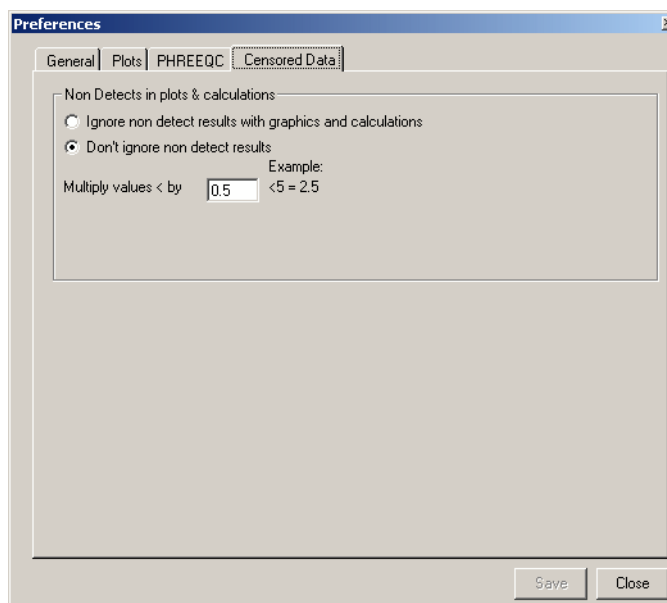 Preferences
General Plots PHREEQC Censored Data
Non Detects in plots & calculations
Ignore non detect results with graphics and calculations
Don't ignore non detect results
Example:
Multiply values < by 0.5 <5 = 2.5
Save Close